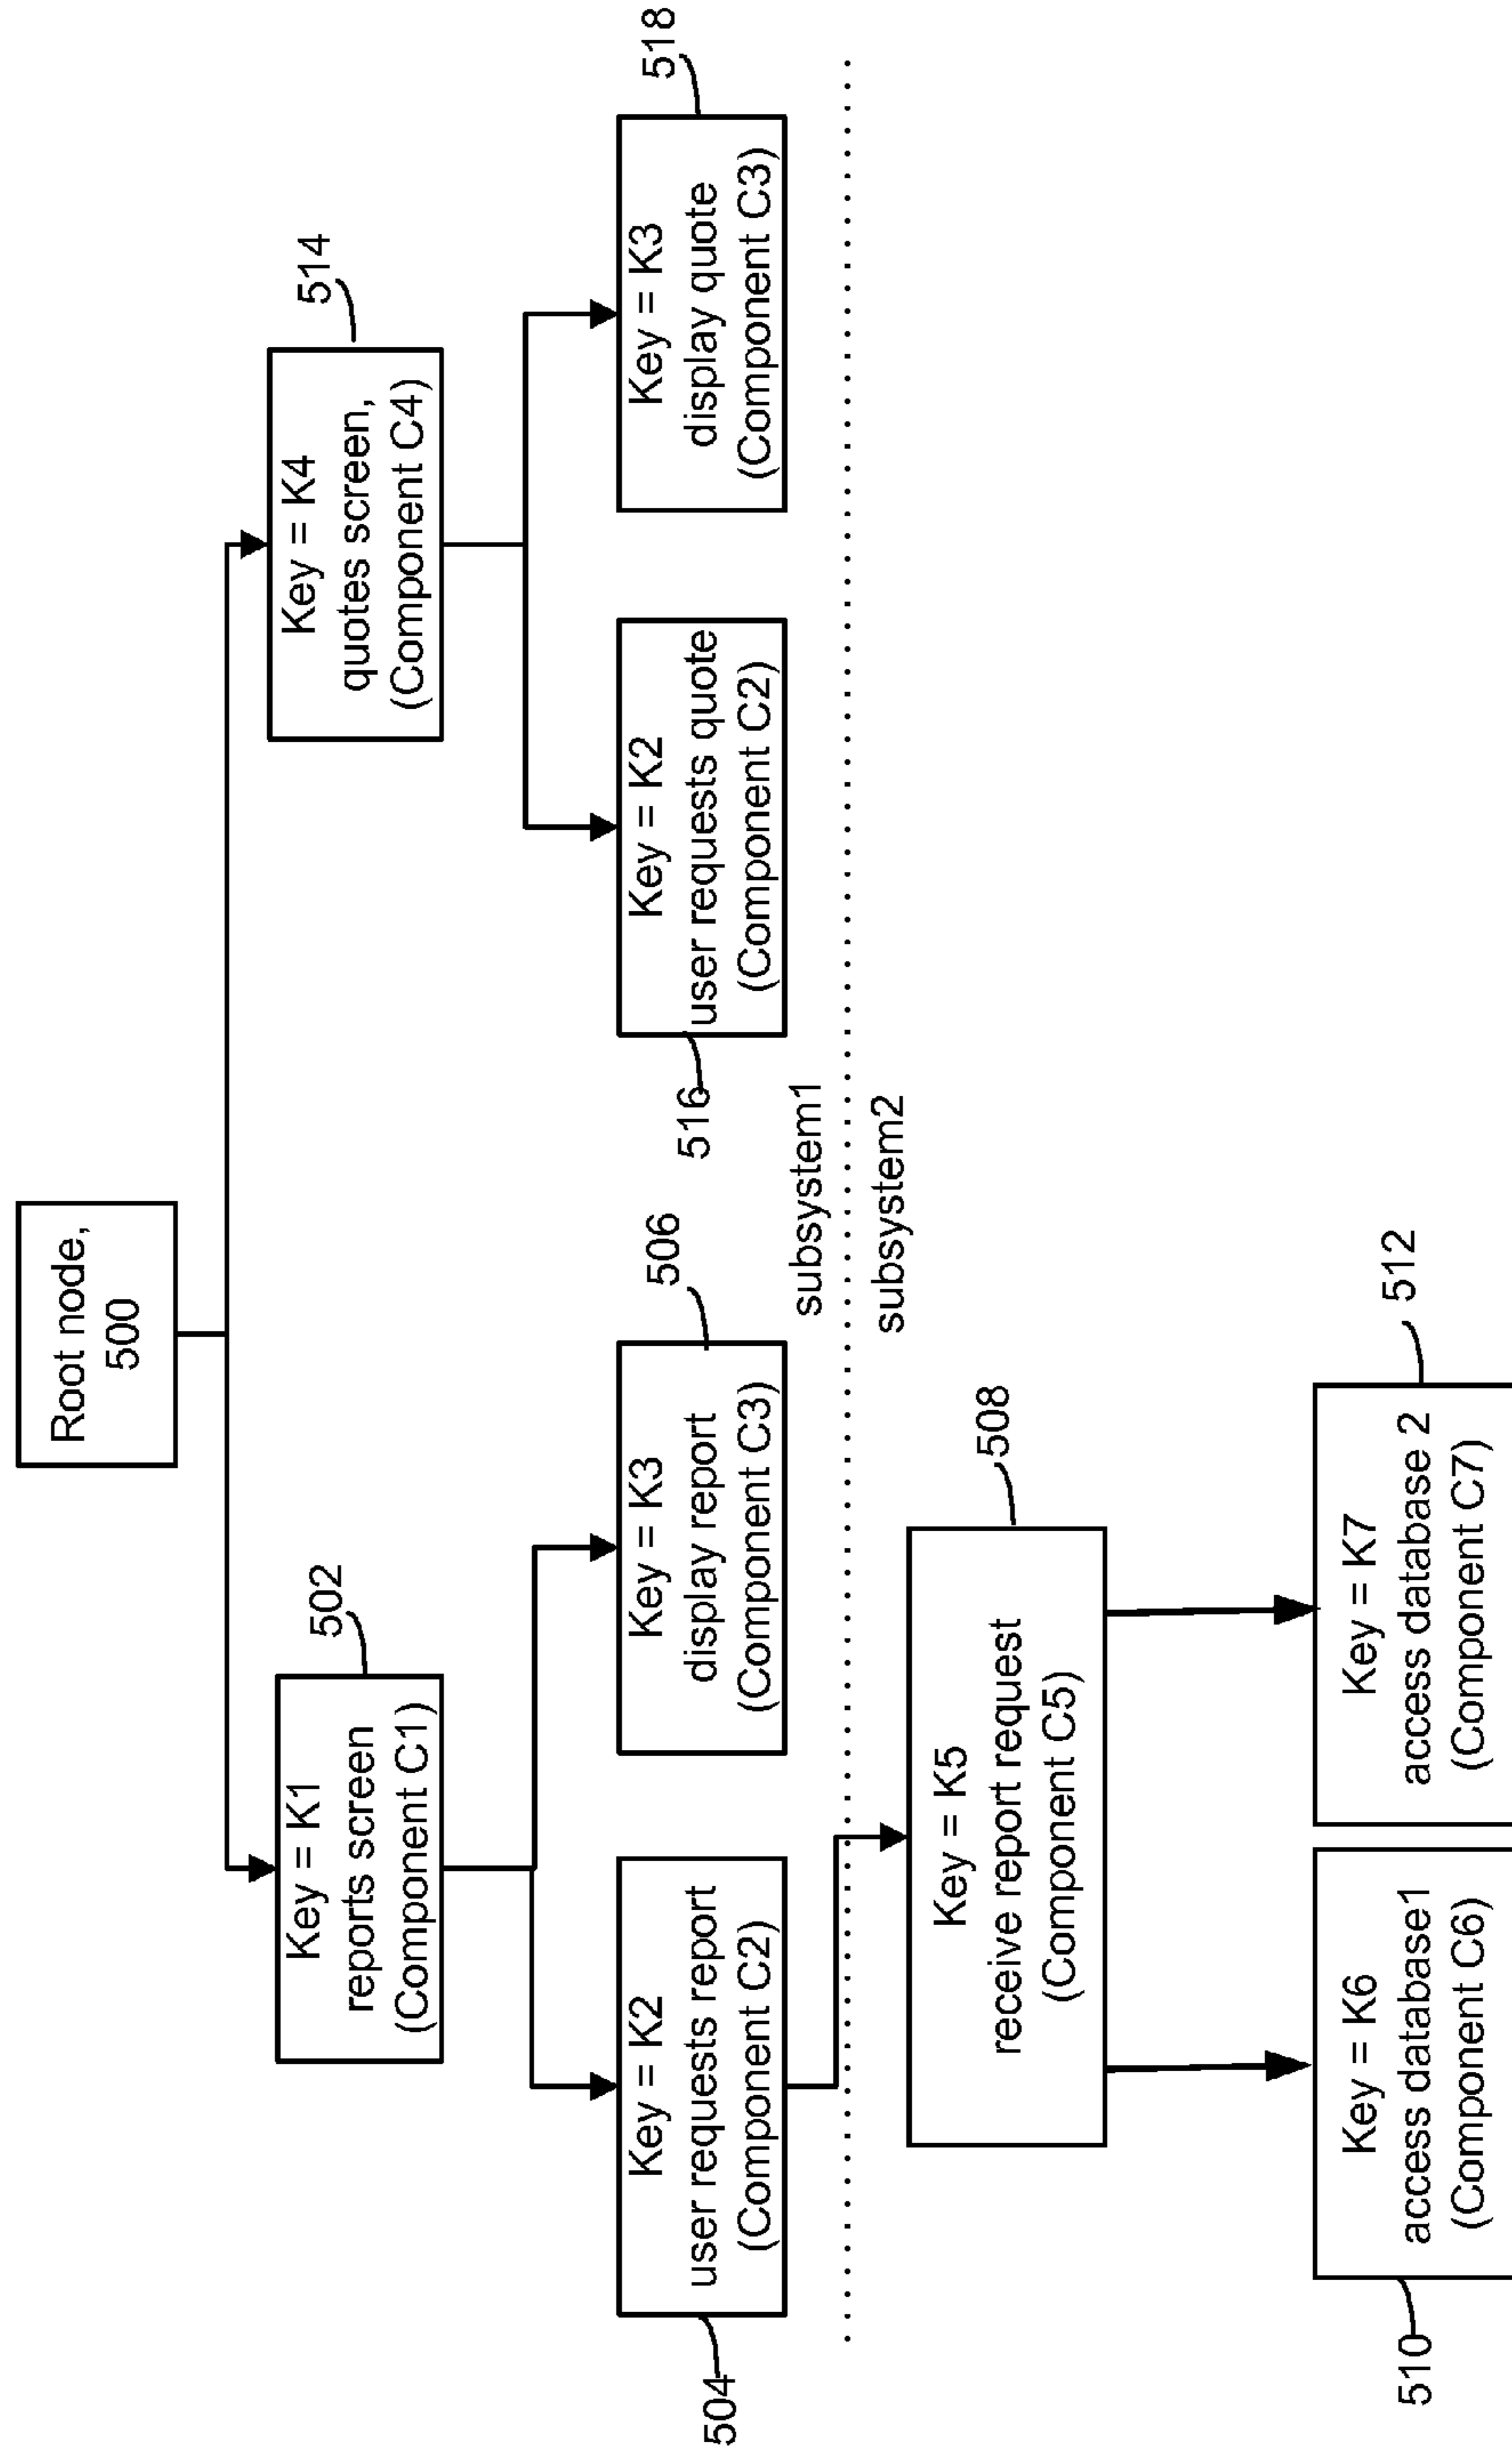 Root node,
500
Key = K1
reports screen
(Component C1)
502
Key = K4
quotes screen,
(Component C4)
514
Key = K2
user requests report
(Component C2)
504
Key = K3
display report
(Component C3)
506
Key = K2
user requests quote
(Component C2)
516
Key = K3
display quote
(Component C3)
518
subsystem1
subsystem2
Key = K5
receive report request
(Component C5)
508
Key = K6
access database1
(Component C6)
510
Key = K7
access database 2
(Component C7)
512